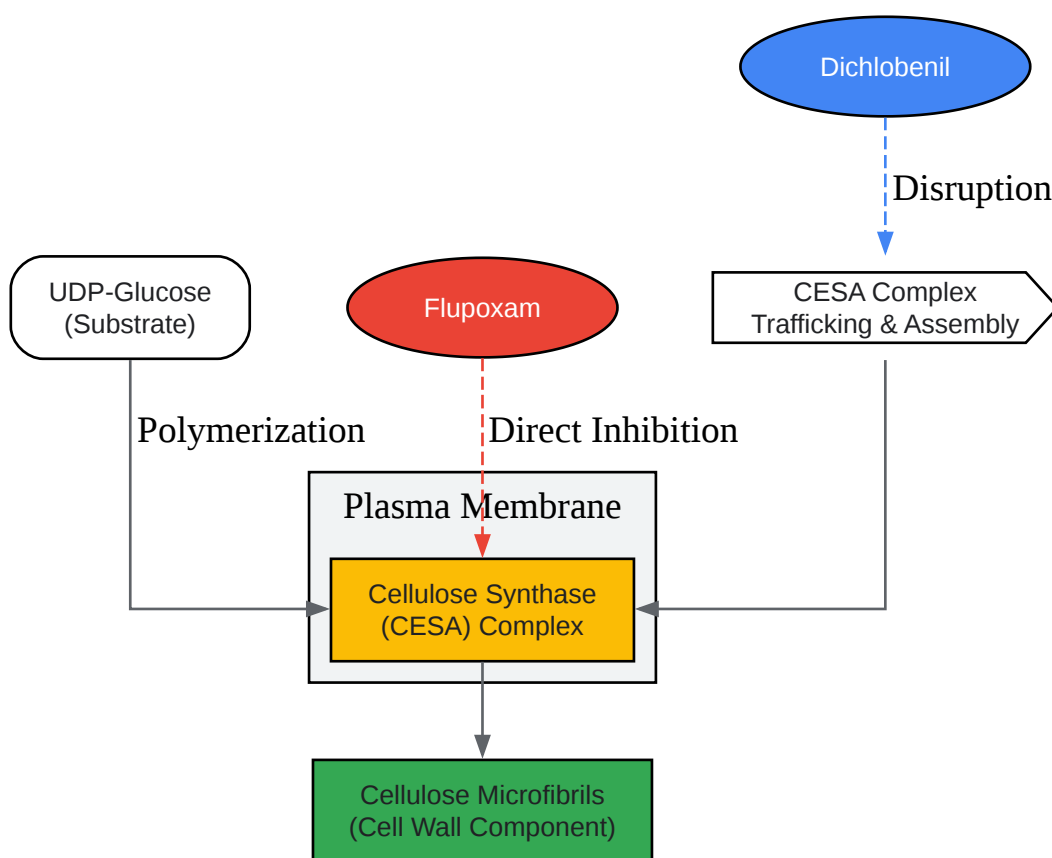 Dichlobenil
Disruption
UDP-Glucose
(Substrate)
Flupoxam
CESA Complex
Trafficking & Assembly
Polymerization
Direct Inhibition
Plasma Membrane
Cellulose Synthase
(CESA) Complex
Cellulose Microfibrils
(Cell Wall Component)